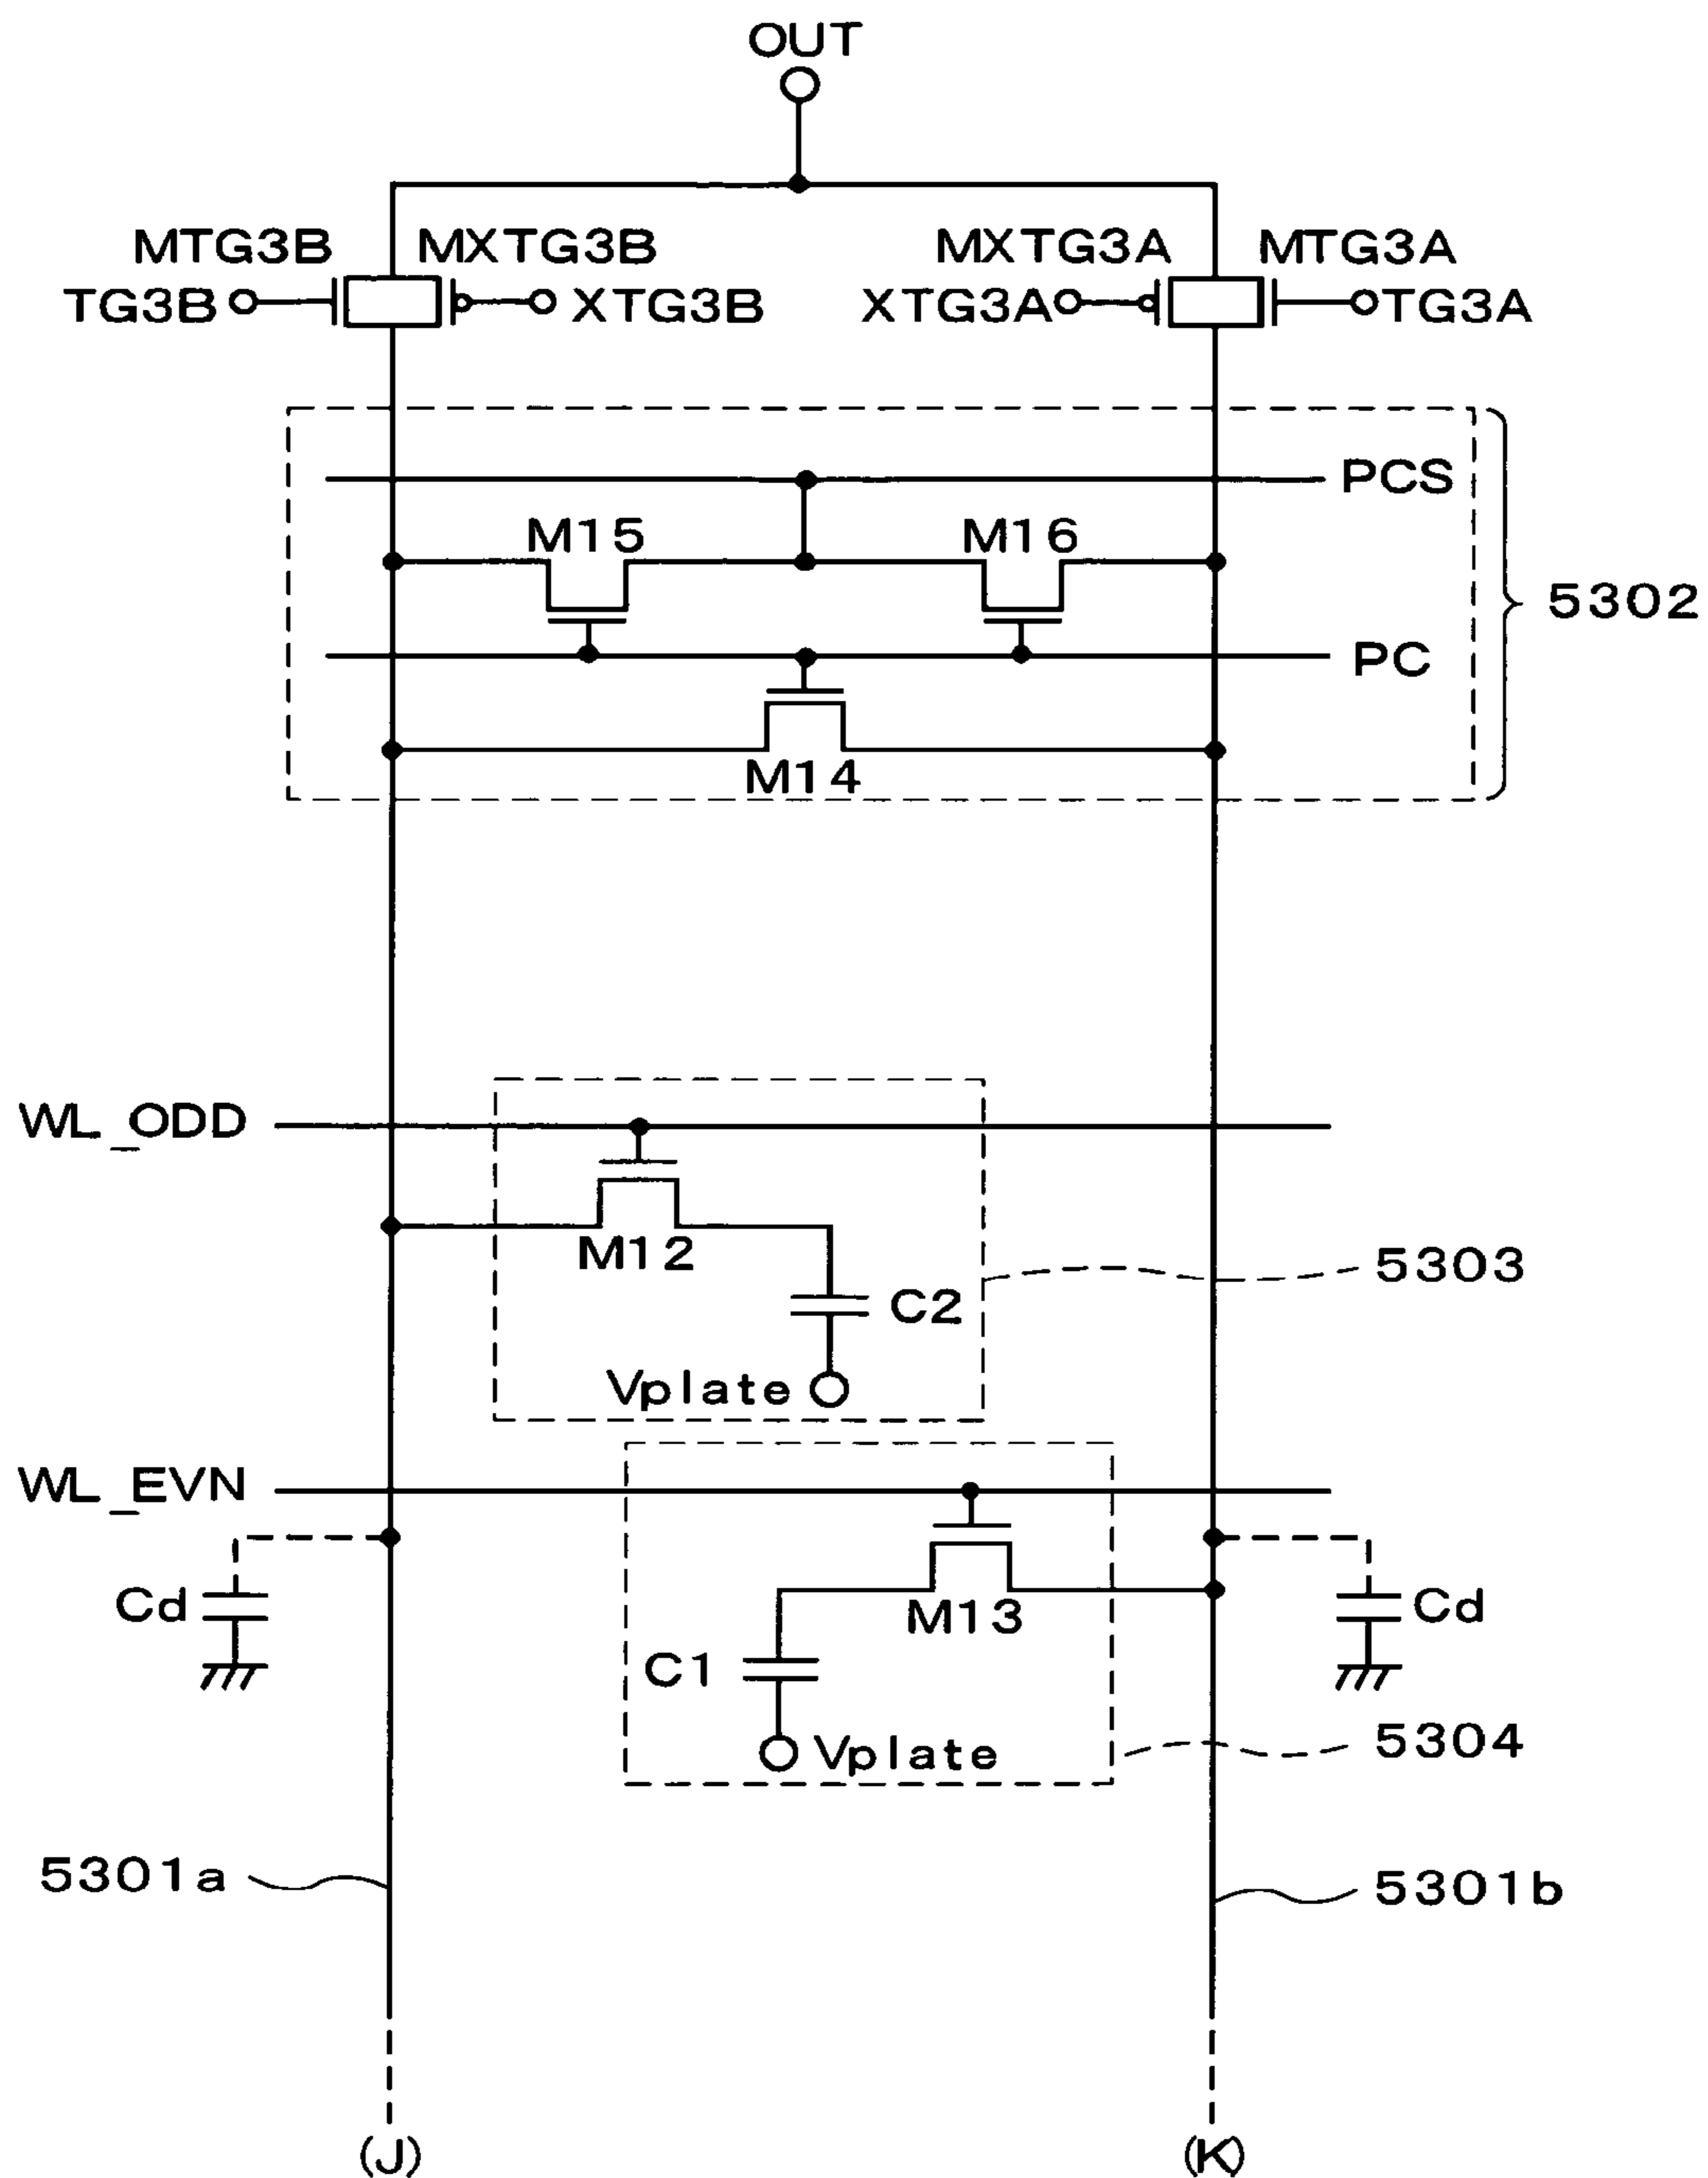 OUT
MTG3B MXTG3B MXTG3A MTG3A
TG3B XTG3B XTG3A TG3A
PCS
M15 M16
5302
PC
M14
WL_ODD
M12
5303
C2
Vplate
WL_EVN
Cd M13 Cd
C1
5304
Vplate
5301a 5301b
(J) (K)